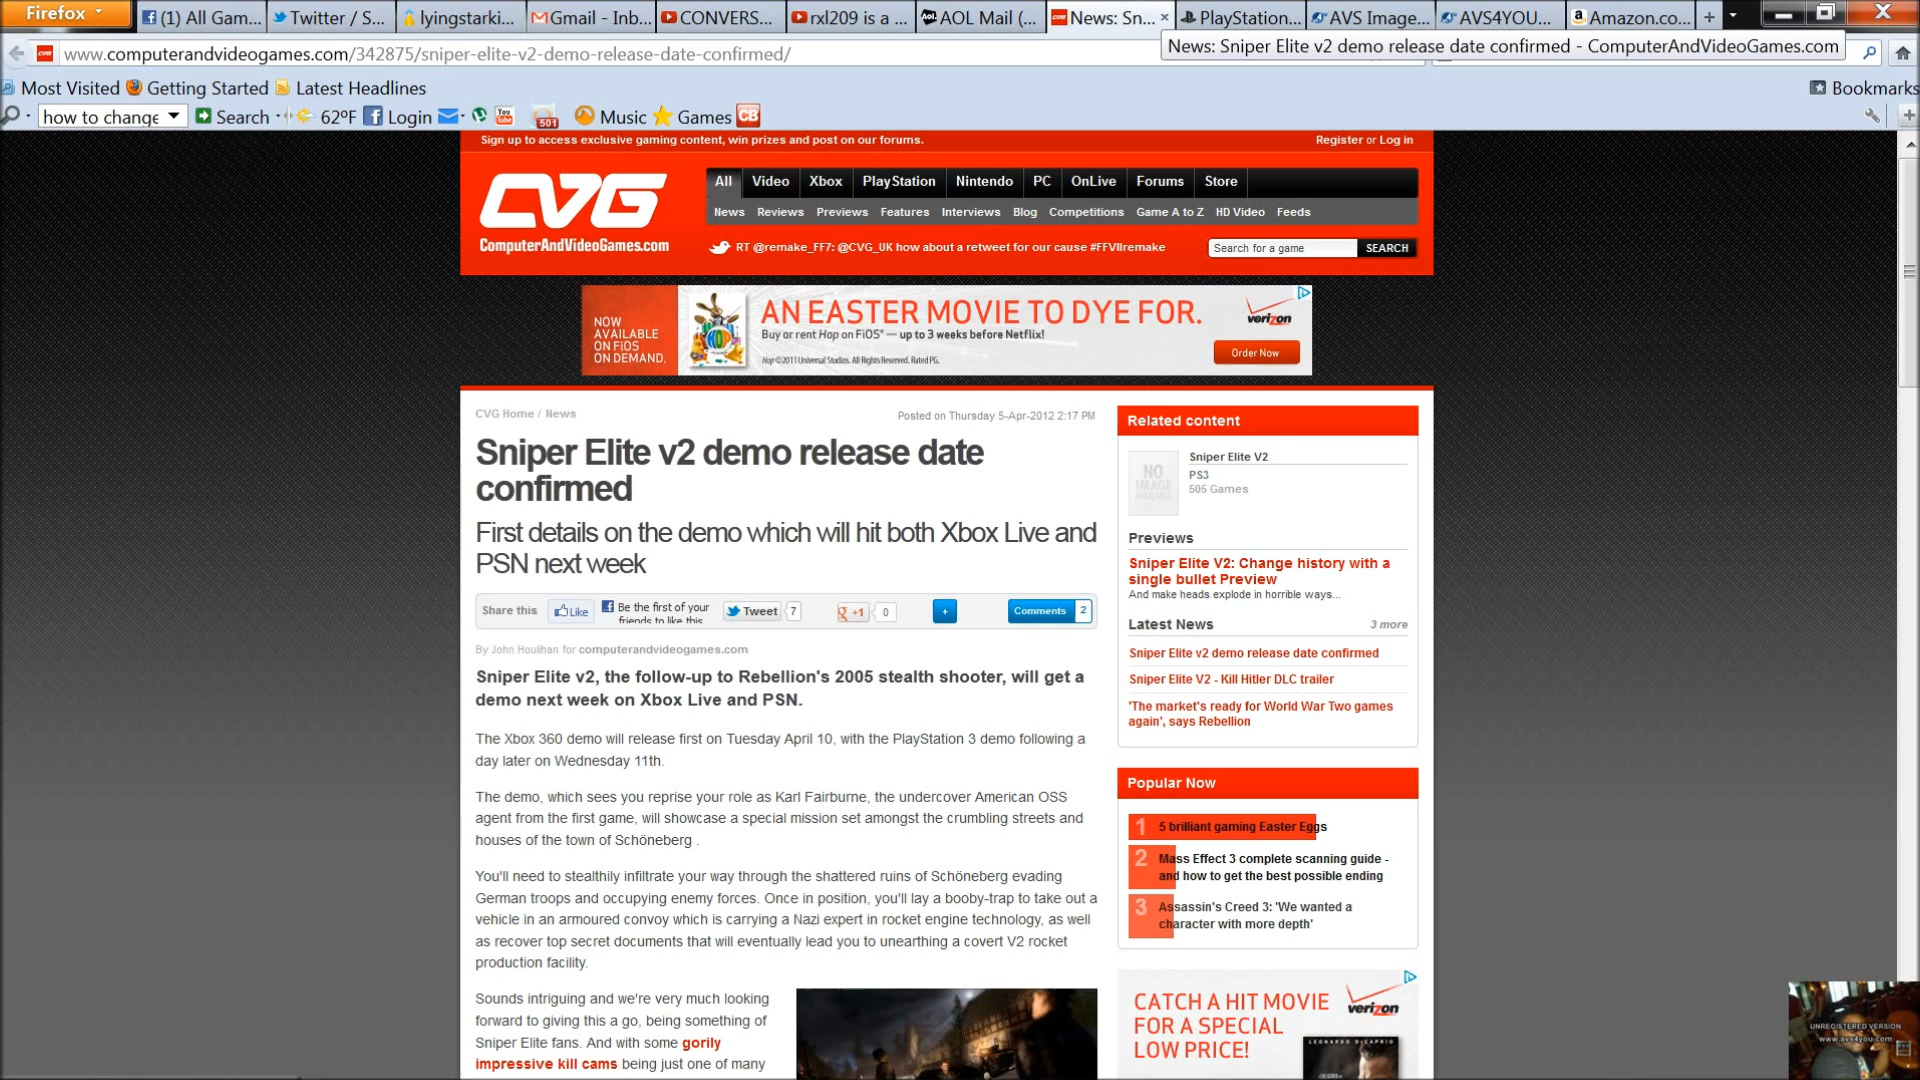 Firefox
(1) All Gam...
Twitter / S...
lyingstarki...
Gmail - Inb...
CONVERS...
rxl209 is a ...
AOL Mail (...
News: Sn...
PlayStation...
AVS Image...
AVS4YOU...
Amazon.co...
www.computerandvideogames.com/342875/sniper-elite-v2-demo-release-date-confirmed/
News: Sniper Elite v2 demo release date confirmed - ComputerAndVideoGames.com
Most Visited Getting Started Latest Headlines
Bookmarks
how to change Search 62°F Login 501 Music Games CB
Sign up to access exclusive gaming content, win prizes and post on our forums.
Register or Log in
CVG
ComputerAndVideoGames.com
All Video Xbox PlayStation Nintendo PC OnLive Forums Store
News Reviews Previews Features Interviews Blog Competitions Game A to Z HD Video Feeds
RT @remake_FF7: @CVG_UK how about a retweet for our cause #FFVIIremake
Search for a game SEARCH
NOW
AVAILABLE
ON FiOS
ON DEMAND.
HOP
AN EASTER MOVIE TO DYE FOR.
Buy or rent Hop on FiOS® — up to 3 weeks before Netflix!
Hop ©2011 Universal Studios. All Rights Reserved. Rated PG.
verizon
Order Now
CVG Home / News
Posted on Thursday 5-Apr-2012 2:17 PM
Sniper Elite v2 demo release date
confirmed
First details on the demo which will hit both Xbox Live and
PSN next week
Share this Like Be the first of your
friends to like this
Tweet 7 +1 0 + Comments 2
By John Houlihan for computerandvideogames.com
Sniper Elite v2, the follow-up to Rebellion's 2005 stealth shooter, will get a
demo next week on Xbox Live and PSN.
The Xbox 360 demo will release first on Tuesday April 10, with the PlayStation 3 demo following a
day later on Wednesday 11th.
The demo, which sees you reprise your role as Karl Fairburne, the undercover American OSS
agent from the first game, will showcase a special mission set amongst the crumbling streets and
houses of the town of Schöneberg .
You'll need to stealthily infiltrate your way through the shattered ruins of Schöneberg evading
German troops and occupying enemy forces. Once in position, you'll lay a booby-trap to take out a
vehicle in an armoured convoy which is carrying a Nazi expert in rocket engine technology, as well
as recover top secret documents that will eventually lead you to unearthing a covert V2 rocket
production facility.
Sounds intriguing and we're very much looking
forward to giving this a go, being something of
Sniper Elite fans. And with some gorily
impressive kill cams being just one of many
Related content
NO
IMAGE
AVAILABLE
Sniper Elite V2
PS3
505 Games
Previews
Sniper Elite V2: Change history with a
single bullet Preview
And make heads explode in horrible ways...
Latest News 3 more
Sniper Elite v2 demo release date confirmed
Sniper Elite V2 - Kill Hitler DLC trailer
'The market's ready for World War Two games
again', says Rebellion
Popular Now
1 5 brilliant gaming Easter Eggs
2 Mass Effect 3 complete scanning guide -
and how to get the best possible ending
3 Assassin's Creed 3: 'We wanted a
character with more depth'
CATCH A HIT MOVIE
FOR A SPECIAL
LOW PRICE!
verizon
LEONARDO DiCAPRIO
UNREGISTERED VERSION
www.avs4you.com